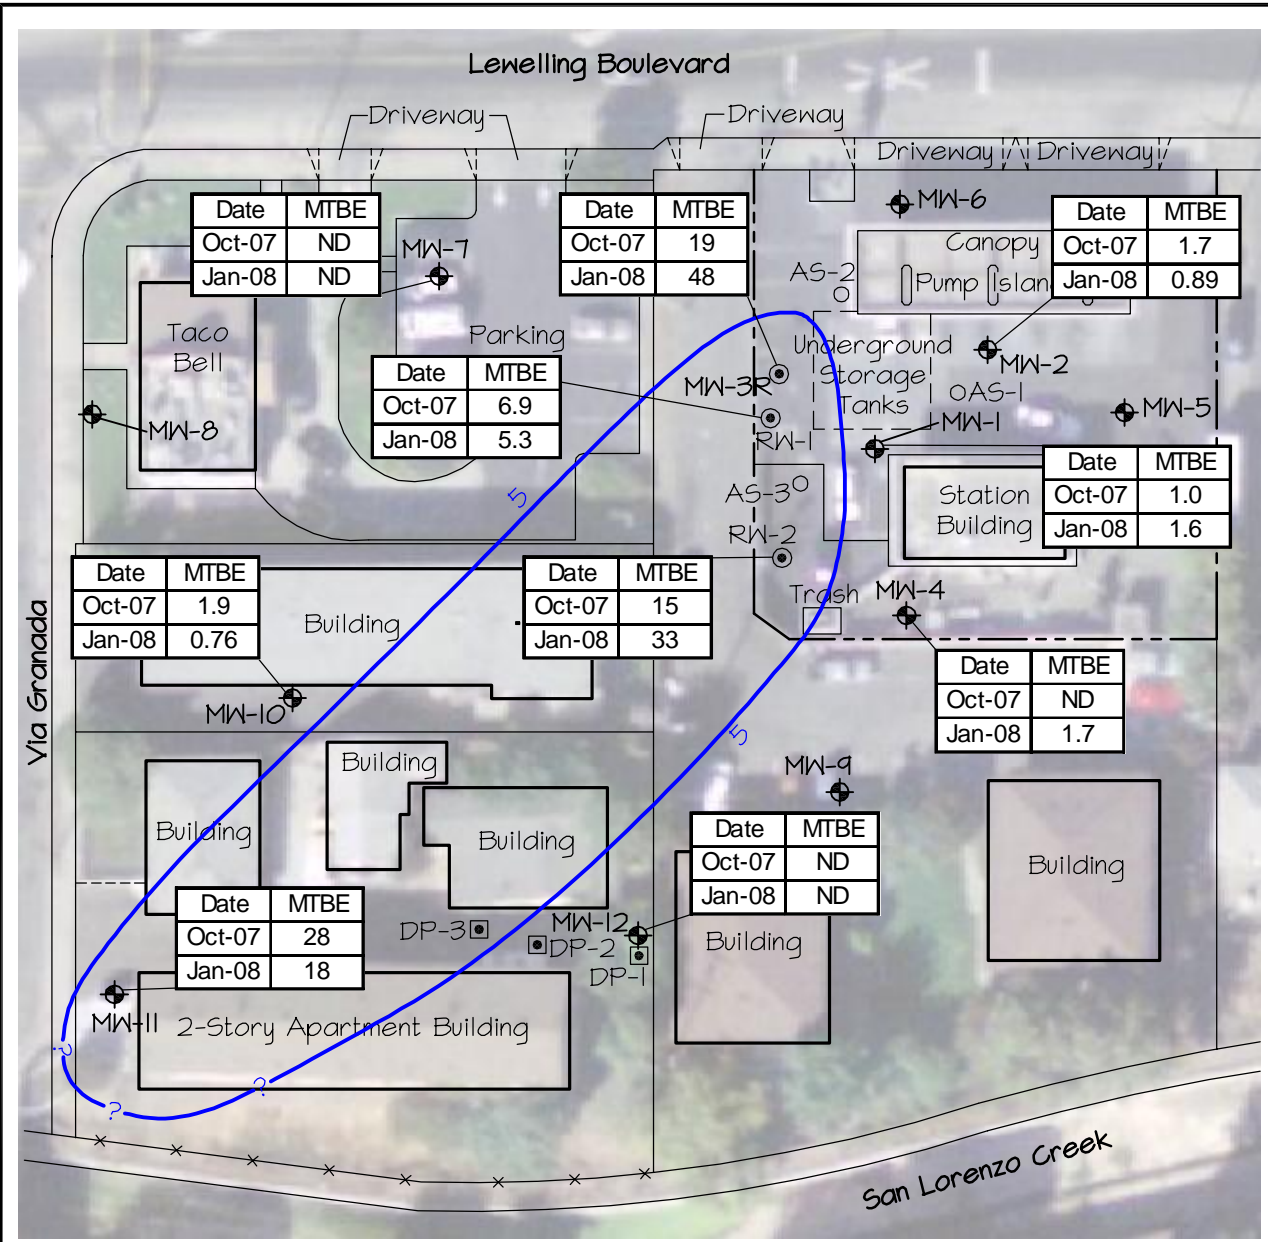 Lewelling Boulevard
Driveway
Driveway
Driveway
Driveway
Date MTBE
Oct-07 ND
Jan-08 ND
MW-7
Date MTBE
Oct-07 19
Jan-08 48
MW-6
Canopy
Date MTBE
Oct-07 1.7
Jan-08 0.89
AS-2
Pump Islan
Taco
Bell
Parking
Underground
Storage
Tanks
MW-2
Date MTBE
Oct-07 6.9
Jan-08 5.3
MW-3R
AS-1
MW-8
RW-1
MW-1
MW-5
Date MTBE
Oct-07 1.0
Jan-08 1.6
5
AS-3
Station
Building
RW-2
Date MTBE
Oct-07 1.9
Jan-08 0.76
Building
Date MTBE
Oct-07 15
Jan-08 33
Trash
MW-4
Via Granada
MW-10
Date MTBE
Oct-07 ND
Jan-08 1.7
5
Building
MW-9
Building
Building
Date MTBE
Oct-07 ND
Jan-08 ND
Building
Date MTBE
Oct-07 28
Jan-08 18
DP-3
DP-2
MW-12
DP-1
Building
MW-11
2-Story Apartment Building
?
?
?
San Lorenzo Creek